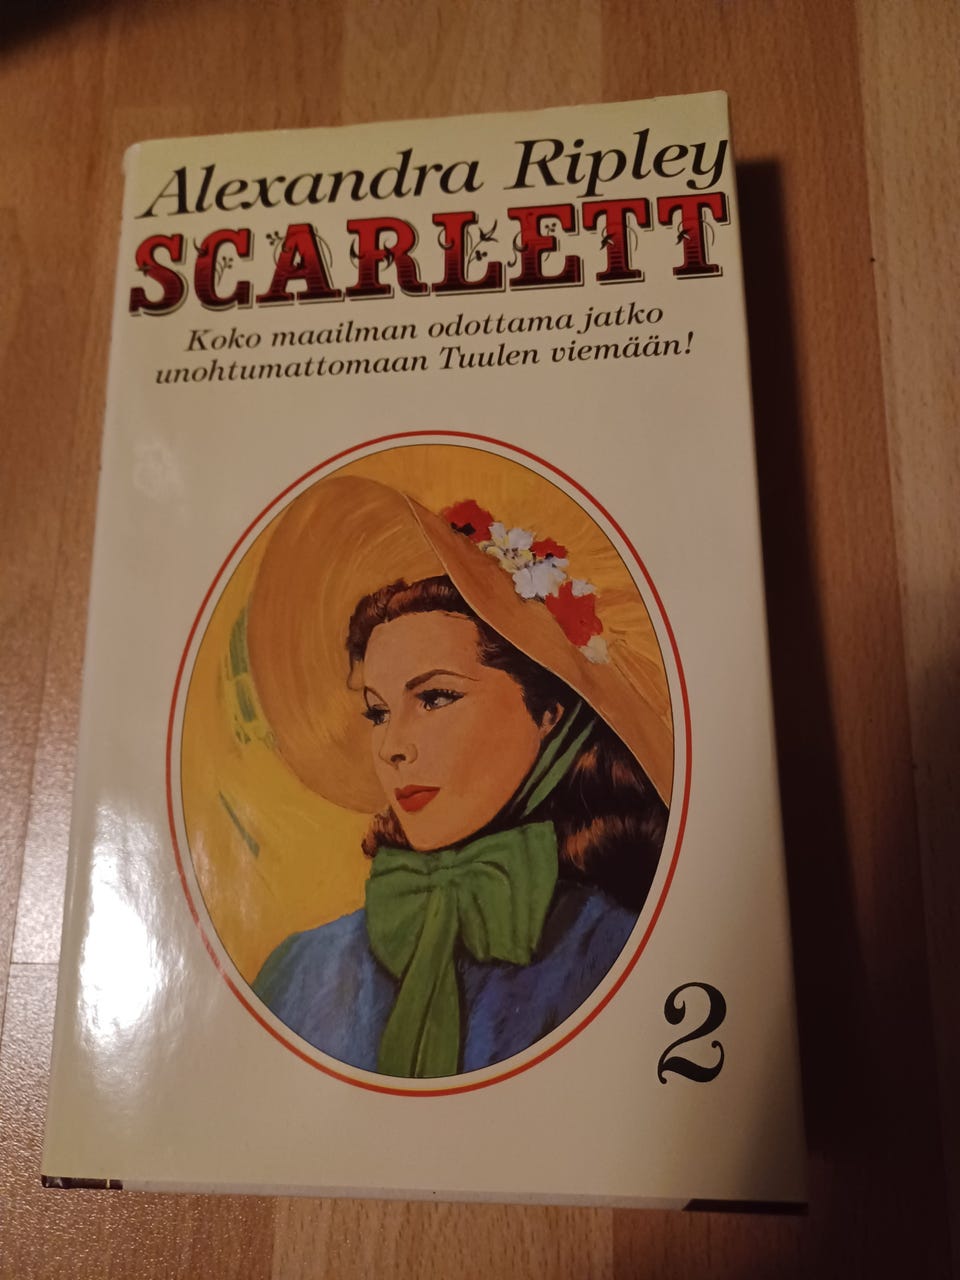 Alexandra Ripley
SCARLETT
Koko maailman odottama jatko
unohtumattomaan Tuulen viemään!
2